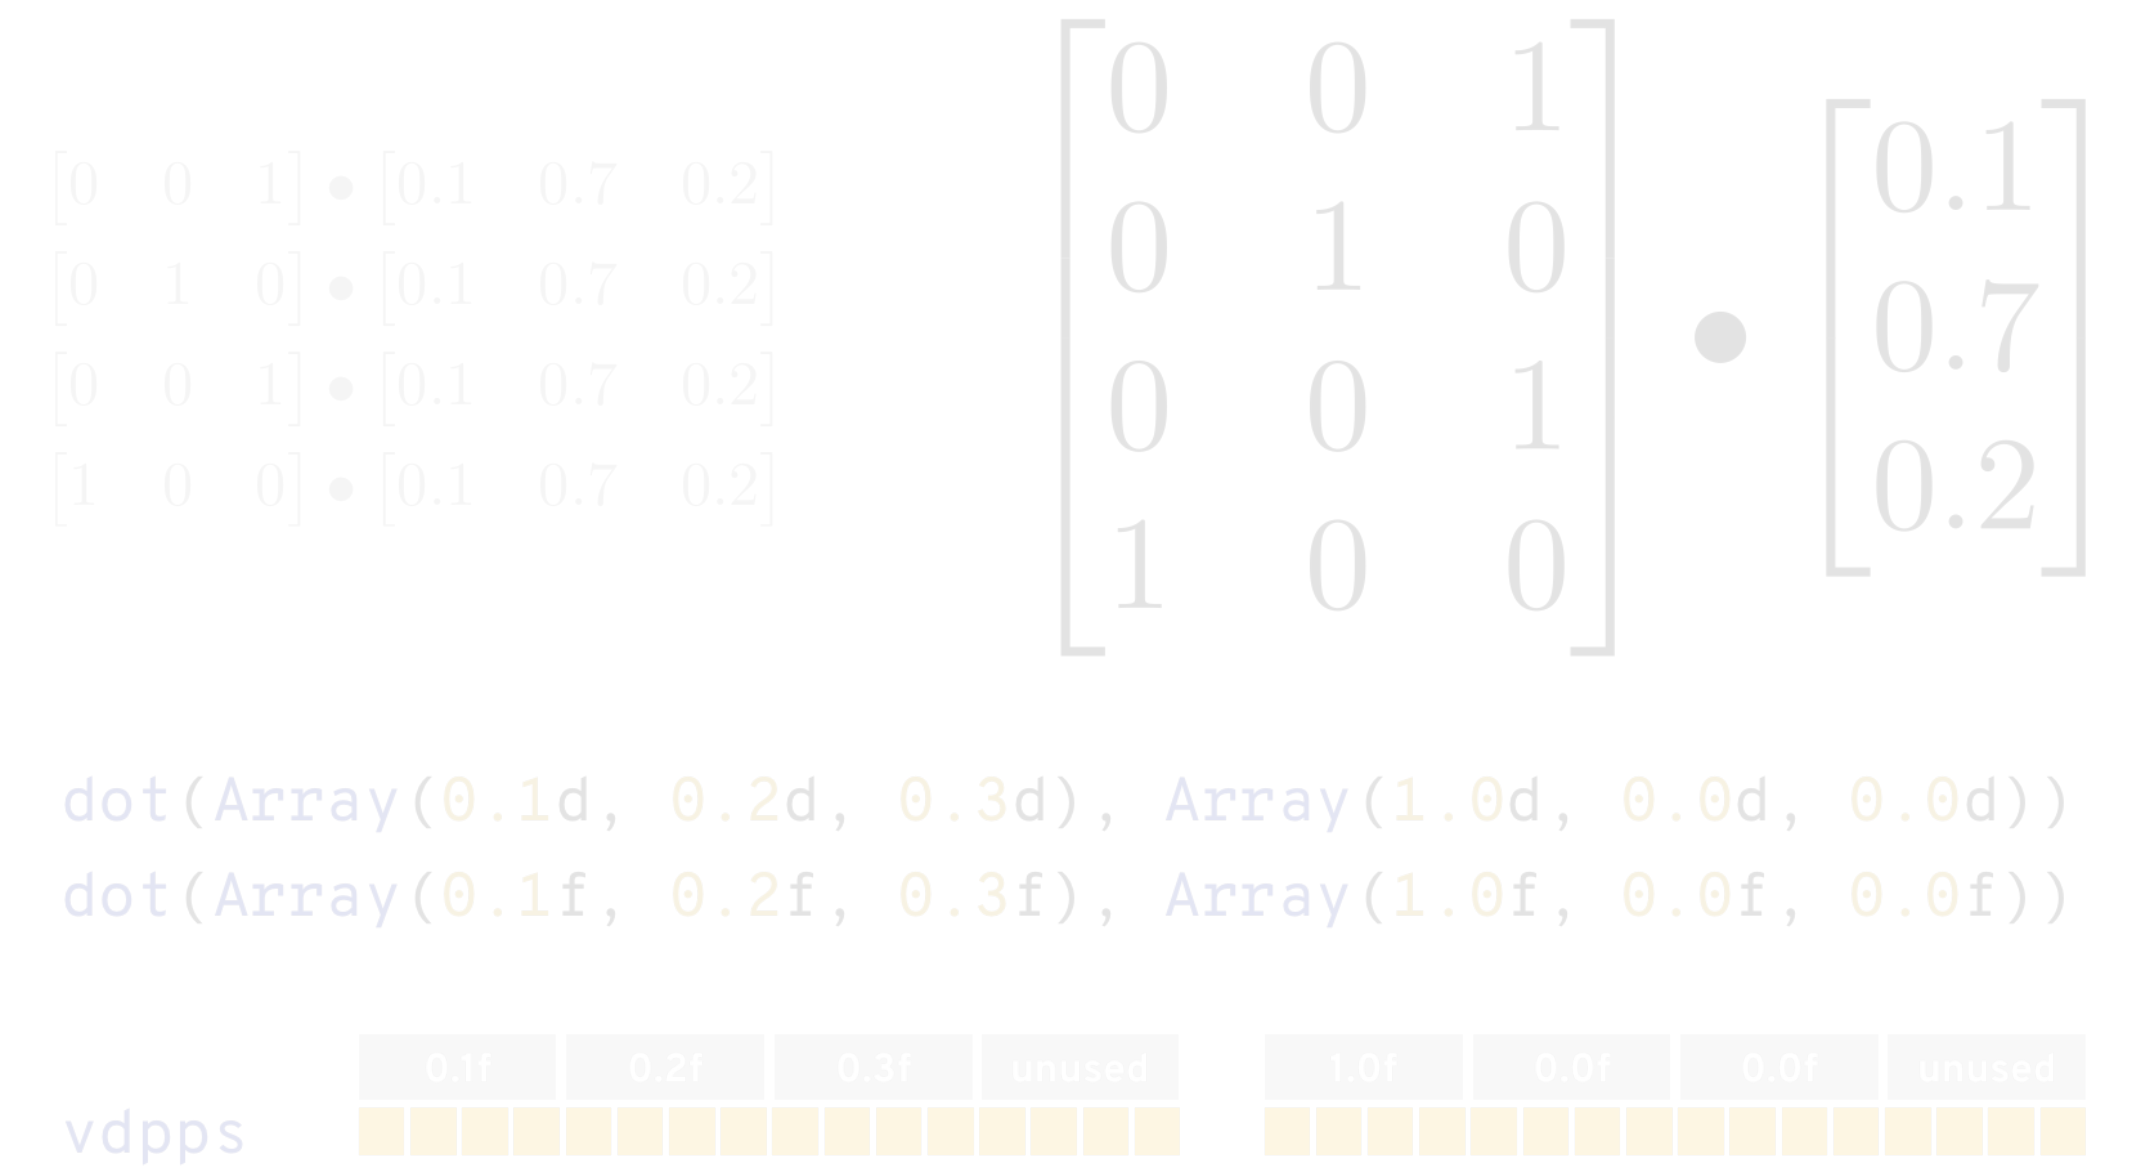 [0 0 1] • [0.1 0.7 0.2]
[0 1 0] • [0.1 0.7 0.2]
[0 0 1] • [0.1 0.7 0.2]
[1 0 0] • [0.1 0.7 0.2]
0 0 1
0 1 0
0 0 1
1 0 0
•
0.1
0.7
0.2
dot(Array(0.1d, 0.2d, 0.3d), Array(1.0d, 0.0d, 0.0d))
dot(Array(0.1f, 0.2f, 0.3f), Array(1.0f, 0.0f, 0.0f))
0.1f 0.2f 0.3f unused 1.0f 0.0f 0.0f unused
vdpps